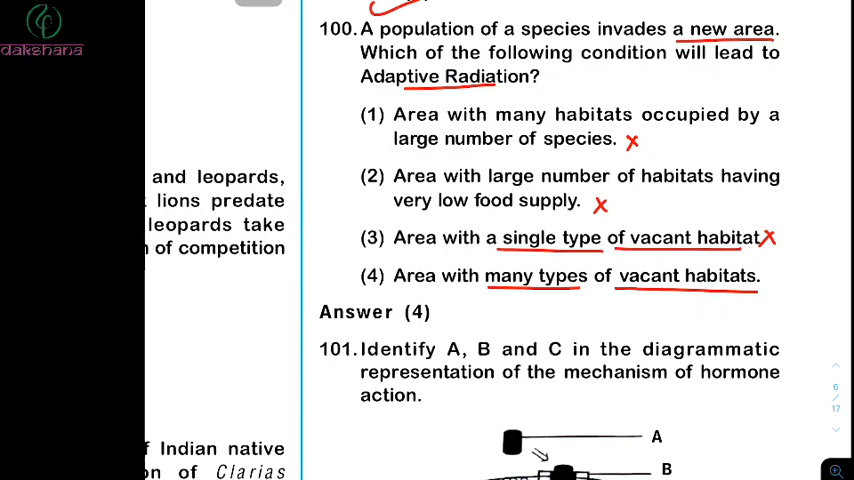 dakshana
and leopards,
lions predate
leopards take
n of competition
f Indian native
on of Clarias
100. A population of a species invades a new area.
Which of the following condition will lead to
Adaptive Radiation?
(1) Area with many habitats occupied by a
large number of species. x
(2) Area with large number of habitats having
very low food supply. x
(3) Area with a single type of vacant habitat x
(4) Area with many types of vacant habitats.
Answer (4)
101. Identify A, B and C in the diagrammatic
representation of the mechanism of hormone
action.
A
B
6
/
17